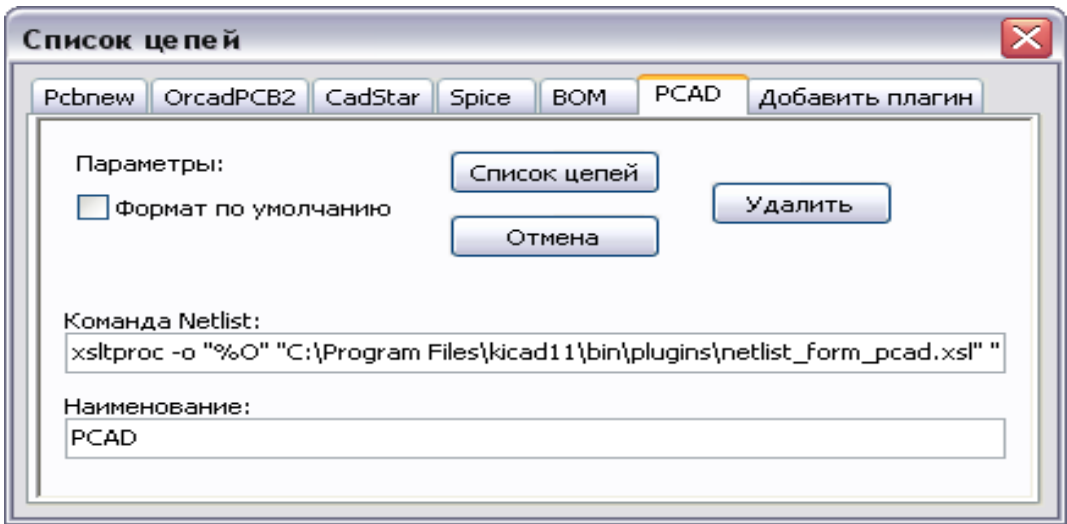 Список цепей
Pcbnew OrcadPCB2 CadStar Spice BOM PCAD Добавить плагин
Параметры:
Список цепей
Формат по умолчанию
Удалить
Отмена
Команда Netlist:
xsltproc -o "%O" "C:\Program Files\kicad11\bin\plugins\netlist_form_pcad.xsl" "
Наименование:
PCAD